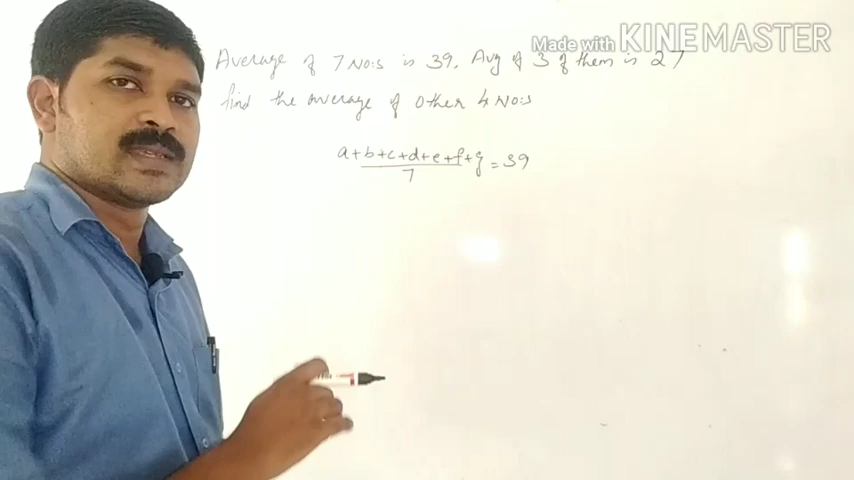 Made with KINEMASTER
Average of 7 No:s is 39. Avg of 3 of them is 27
find the average of other 4 No:s
a+b+c+d+e+f+g
7
= 39